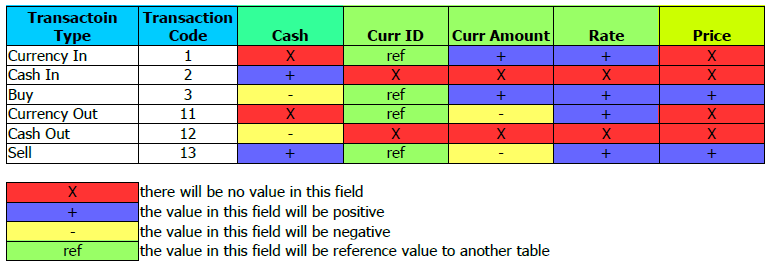 Transactoin Type Transaction Code Cash Curr ID Curr Amount Rate Price
Currency In 1 X ref + + X
Cash In 2 + X X X X
Buy 3 - ref + + +
Currency Out 11 X ref - + X
Cash Out 12 - X X X X
Sell 13 + ref - + +
X there will be no value in this field
+ the value in this field will be positive
- the value in this field will be negative
ref the value in this field will be reference value to another table